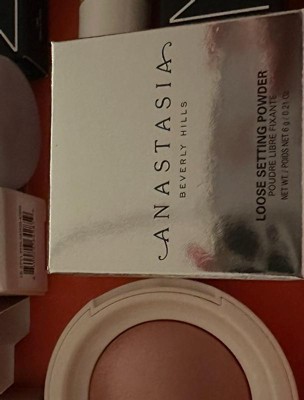 ANASTASIA
BEVERLY HILLS
LOOSE SETTING POWDER
POUDRE LIBRE FIXANTE
NET WT. / POIDS NET 6 g / 0.21 OZ.